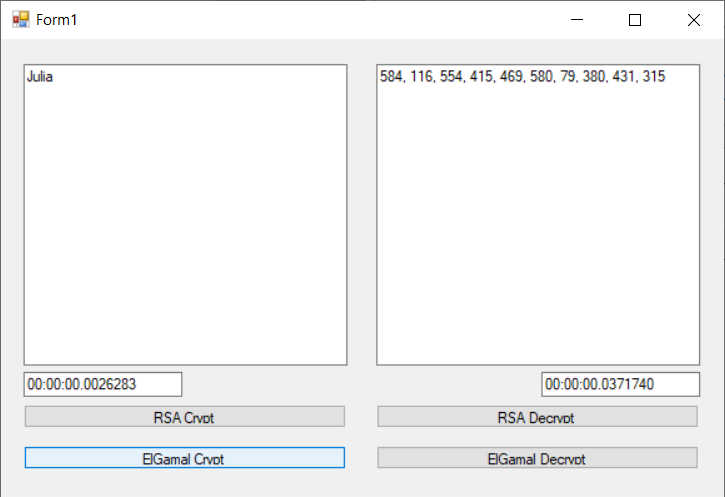 Form1
Julia
584, 116, 554, 415, 469, 580, 79, 380, 431, 315
00:00:00.0026283
00:00:00.0371740
RSA Crypt
RSA Decrypt
ElGamal Crypt
ElGamal Decrypt